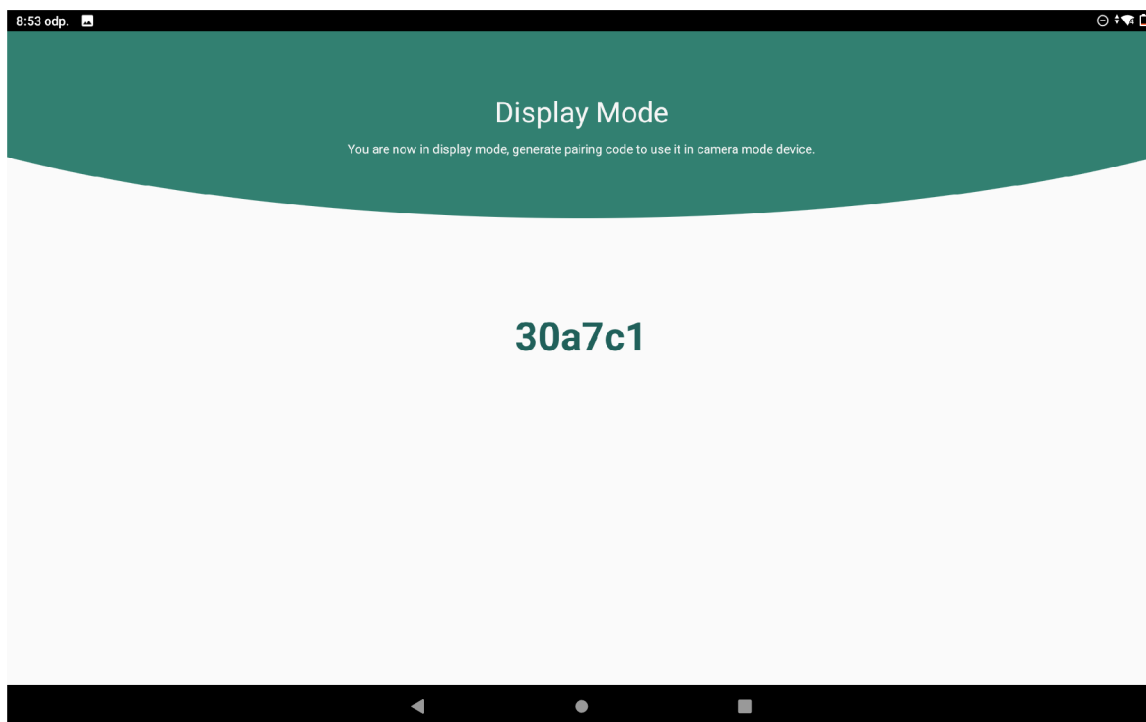 8:53 odp.
Display Mode
You are now in display mode, generate pairing code to use it in camera mode device.
30a7c1